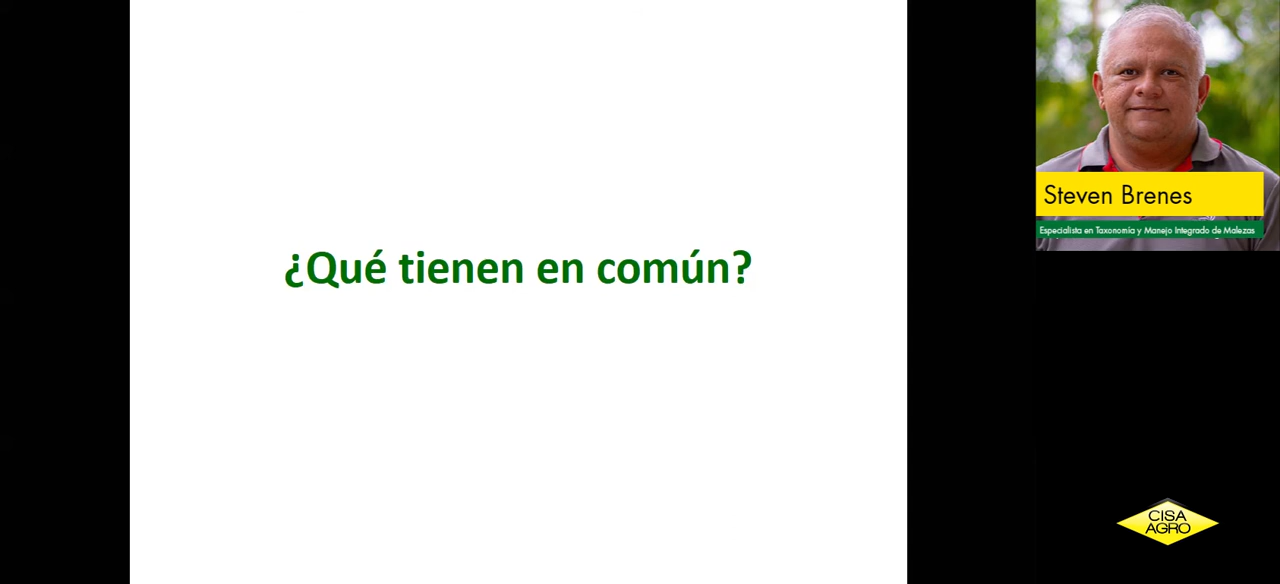 ¿Qué tienen en común?
Steven Brenes
Especialista en Taxonomía y Manejo Integrado de Malezas
CISA
AGRO